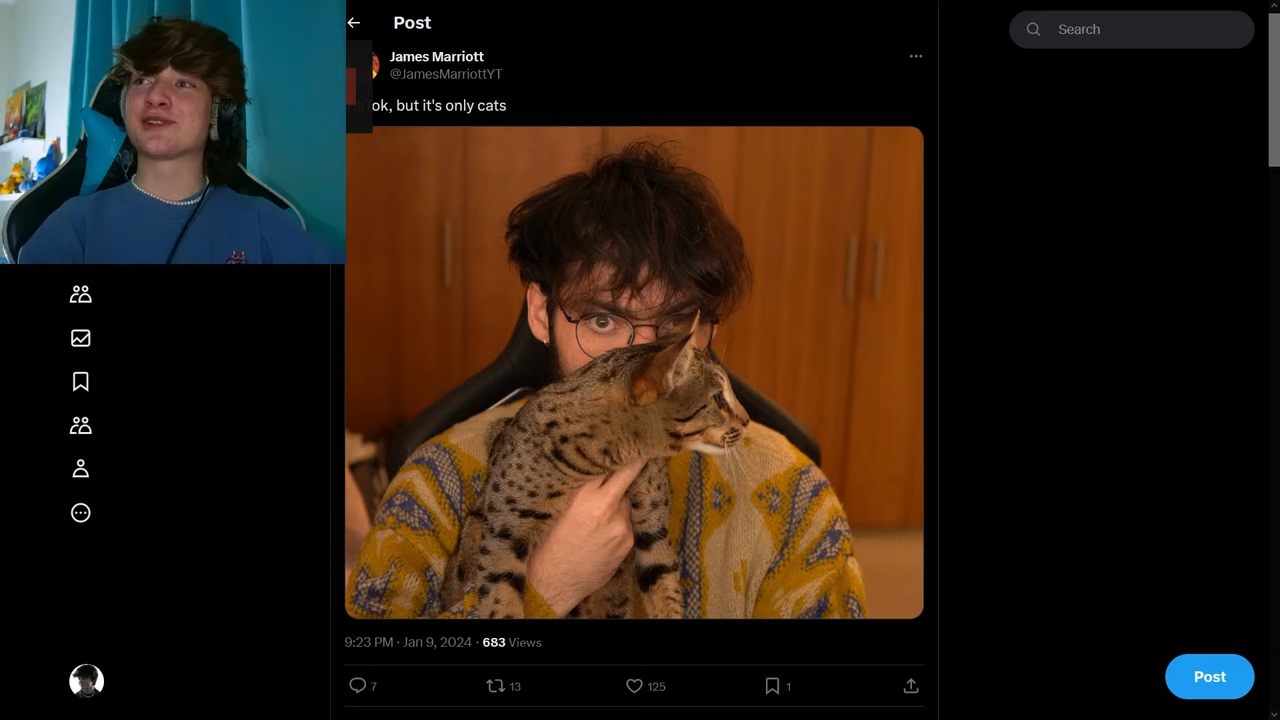 Post
Search
James Marriott
@JamesMarriottYT
ok, but it's only cats
9:23 PM · Jan 9, 2024 · 683 Views
7
13
125
1
Post